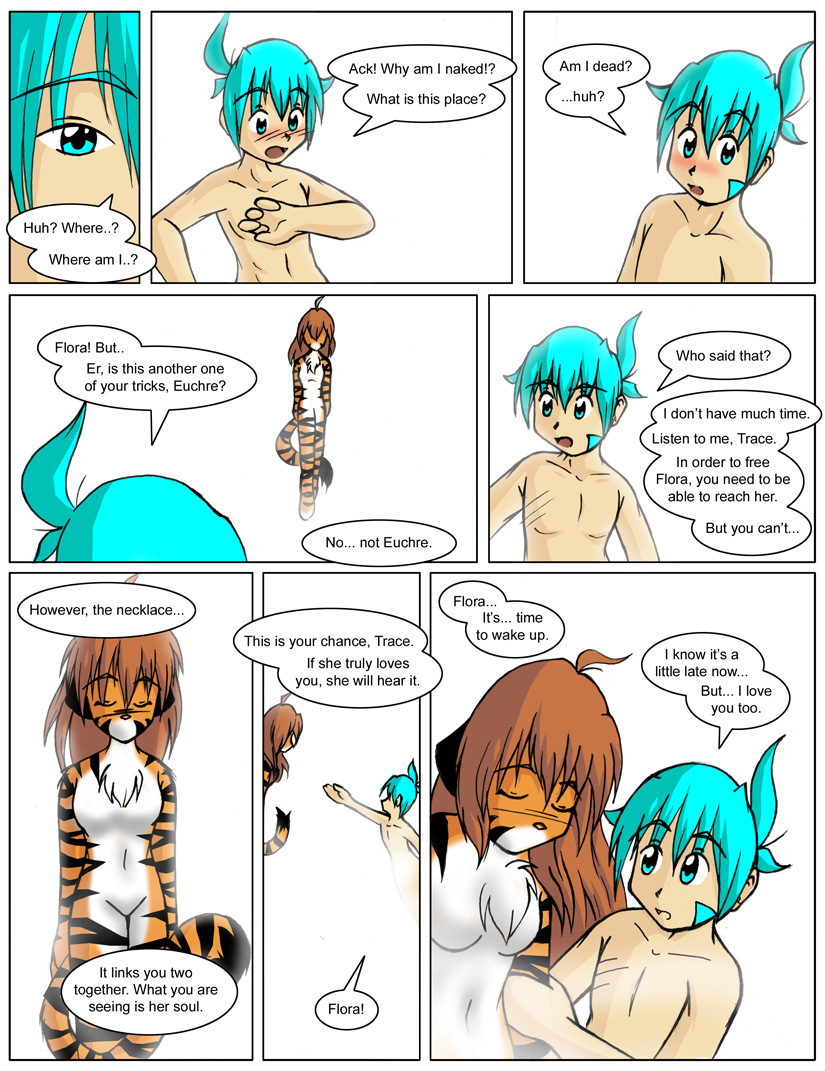 Huh? Where..?
Where am I..?
Ack! Why am I naked!?
What is this place?
Am I dead?
...huh?
Flora! But..
Er, is this another one
of your tricks, Euchre?
No... not Euchre.
Who said that?
I don't have much time.
Listen to me, Trace.
In order to free
Flora, you need to be
able to reach her.
But you can't...
However, the necklace...
It links you two
together. What you are
seeing is her soul.
This is your chance, Trace.
If she truly loves
you, she will hear it.
Flora!
Flora...
It's... time
to wake up.
I know it's a
little late now...
But... I love
you too.